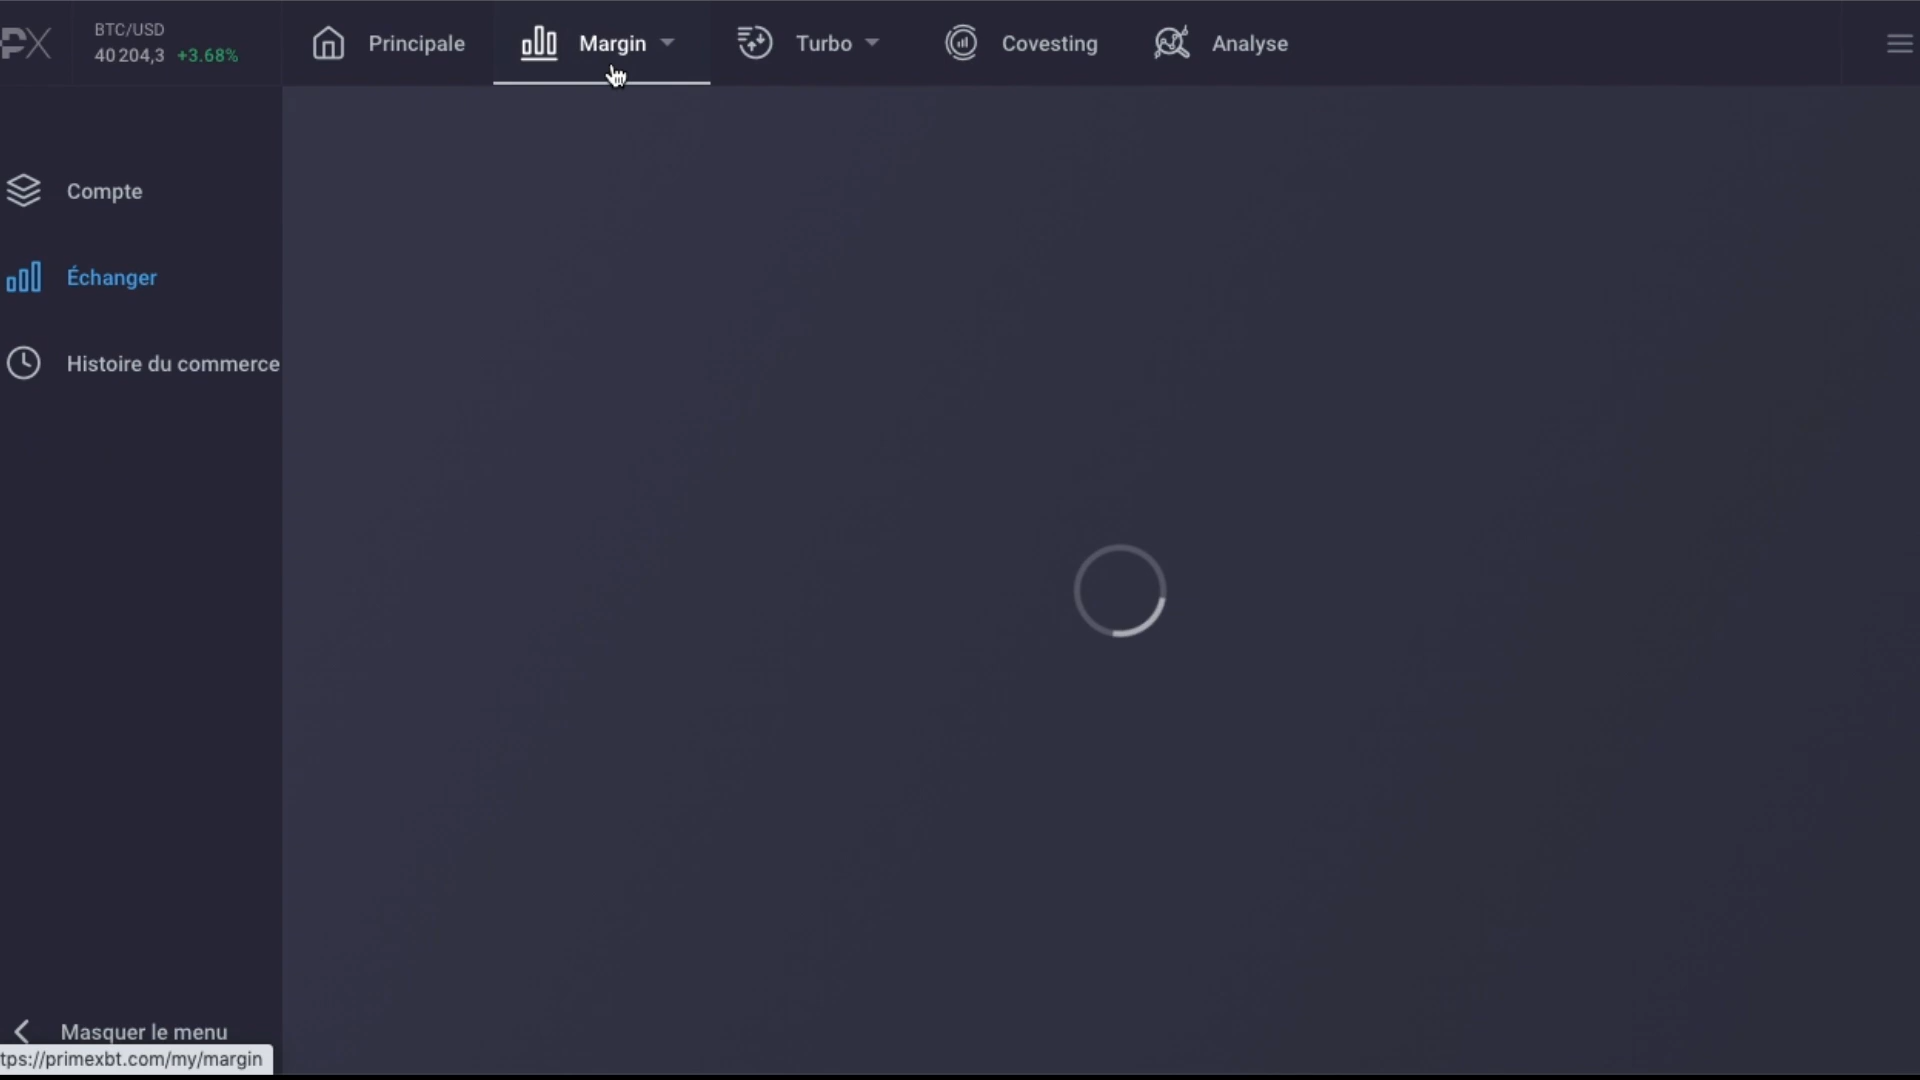 PX
BTC/USD
40 204,3 +3.68%
Principale
Margin
Turbo
Covesting
Analyse
Compte
Échanger
Histoire du commerce
Masquer le menu
tps://primexbt.com/my/margin